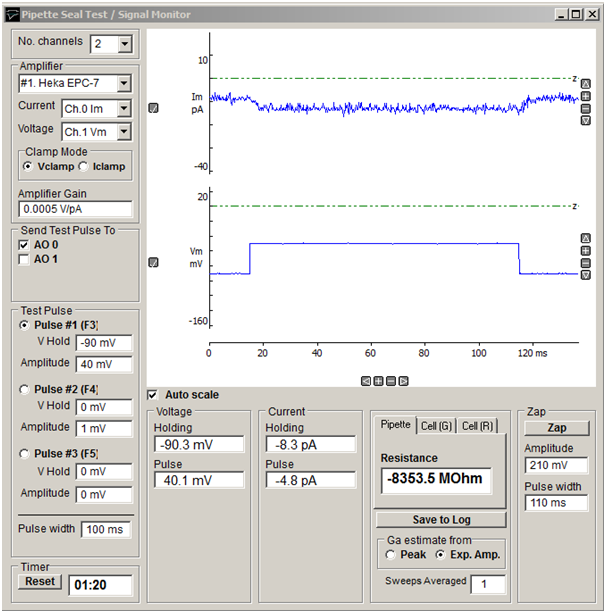 Pipette Seal Test / Signal Monitor
No. channels 2
Amplifier
#1. Heka EPC-7
Current Ch.0 Im
Voltage Ch.1 Vm
Clamp Mode
Vclamp Iclamp
Amplifier Gain
0.0005 V/pA
Send Test Pulse To
AO 0
AO 1
Test Pulse
Pulse #1 (F3)
V Hold -90 mV
Amplitude 40 mV
Pulse #2 (F4)
V Hold 0 mV
Amplitude 1 mV
Pulse #3 (F5)
V Hold 0 mV
Amplitude 0 mV
Pulse width 100 ms
Timer
Reset 01:20
10
z
Im
pA
-40
20
z
Vm
mV
-160
0 20 40 60 80 100 120 ms
Auto scale
Voltage
Holding
-90.3 mV
Pulse
40.1 mV
Current
Holding
-8.3 pA
Pulse
-4.8 pA
Pipette Cell (G) Cell (R)
Resistance
-8353.5 MOhm
Save to Log
Ga estimate from
Peak Exp. Amp.
Sweeps Averaged 1
Zap
Zap
Amplitude
210 mV
Pulse width
110 ms